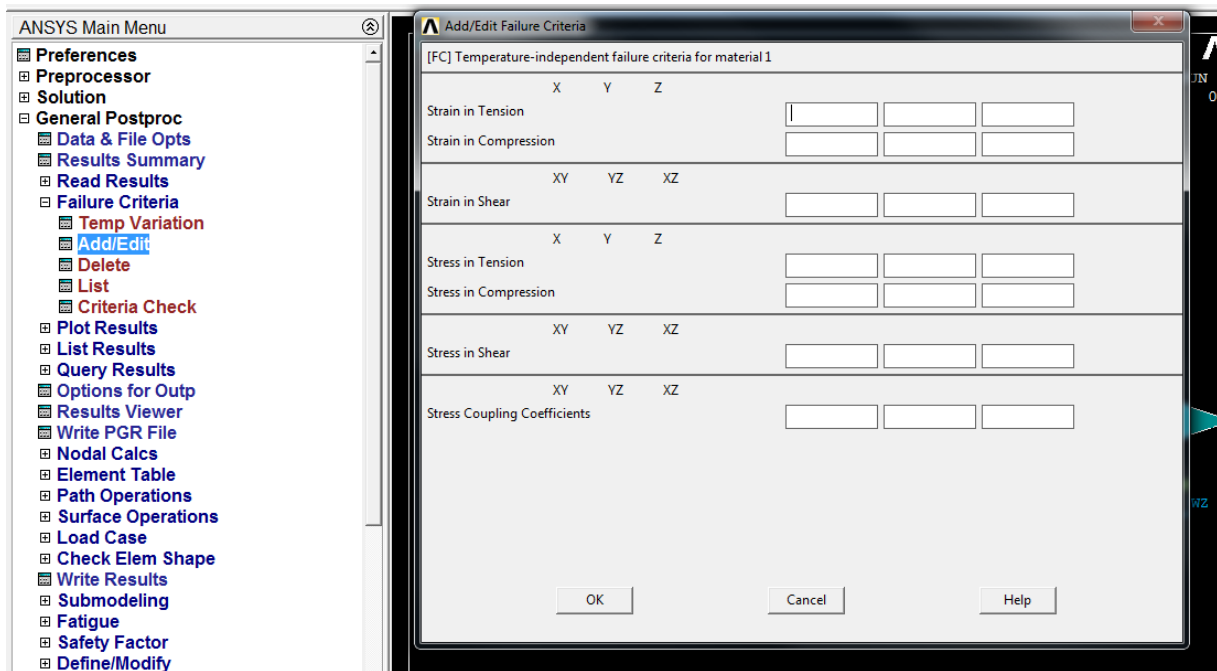 ANSYS Main Menu
Preferences
Preprocessor
Solution
General Postproc
Data & File Opts
Results Summary
Read Results
Failure Criteria
Temp Variation
Add/Edit
Delete
List
Criteria Check
Plot Results
List Results
Query Results
Options for Outp
Results Viewer
Write PGR File
Nodal Calcs
Element Table
Path Operations
Surface Operations
Load Case
Check Elem Shape
Write Results
Submodeling
Fatigue
Safety Factor
Define/Modify
Add/Edit Failure Criteria
[FC] Temperature-independent failure criteria for material 1
X Y Z
Strain in Tension
Strain in Compression
XY YZ XZ
Strain in Shear
X Y Z
Stress in Tension
Stress in Compression
XY YZ XZ
Stress in Shear
XY YZ XZ
Stress Coupling Coefficients
OK Cancel Help
UN
0
WZ